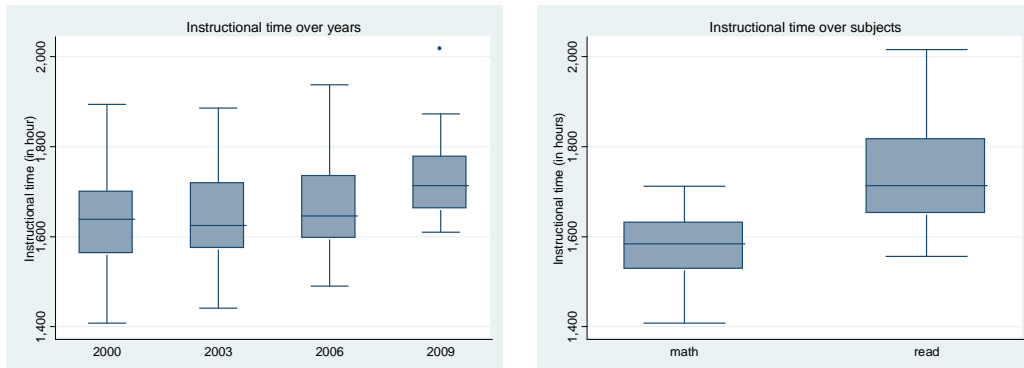 Instructional time over years
Instructional time (in hour)
2,000
1,800
1,600
1,400
2000 2003 2006 2009
Instructional time over subjects
Instructional time (in hours)
2,000
1,800
1,600
1,400
math read